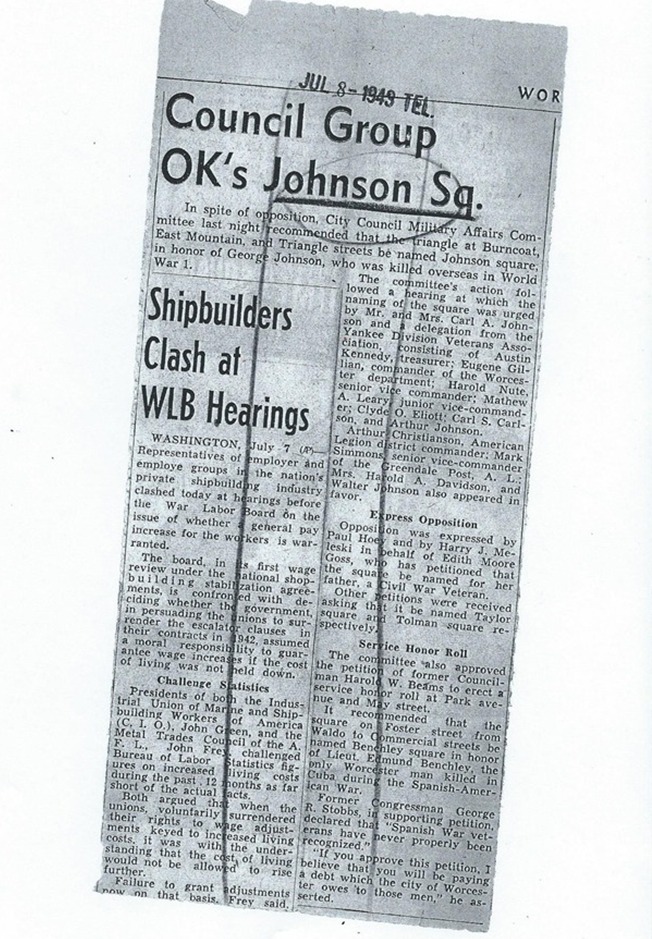 JUL 8-1943 TEL.
WOR
Council Group
OK's Johnson Sq.
In spite of opposition, City Council Military Affairs Com-
mittee last night recommended that the triangle at Burncoat,
East Mountain, and Triangle streets be named Johnson square,
in honor of George Johnson, who was killed overseas in World
War 1.
Shipbuilders
Clash at
WLB Hearings
WASHINGTON, July 7 (AP)—
Representatives of employer and
employe groups in the nation's
private shipbuilding industry
clashed today at hearings before
the War Labor Board on the
issue of whether a general pay
increase for the workers is war-
ranted.
The board, in its first wage
review under the national shop-
building stabilization agree-
ments, is confronted with de-
ciding whether the government,
in persuading the unions to sur-
render the escalator clauses in
their contracts in 1942, assumed
a moral responsibility to guar-
antee wage increases if the cost
of living was not held down.
Challenge Statistics
Presidents of both the Indus-
trial Union of Marine and Ship-
building Workers of America
(C. I. O.), John Green, and the
Metal Trades Council of the A.
F. L., John Frey, challenged
Bureau of Labor Statistics fig-
ures on increased living costs
during the past 12 months as far
short of the actual facts.
Both argued that when the
unions, voluntarily surrendered
their rights to wage adjust-
ments keyed to increased living
costs, it was with the under-
standing that the cost of living
would not be allowed to rise
further.
Failure to grant adjustments
now on that basis, Frey said,
The committee's action fol-
lowed a hearing at which the
naming of the square was urged
by Mr. and Mrs. Carl A. John-
son and a delegation from the
Yankee Division Veterans Asso-
ciation, consisting of Austin
Kennedy, treasurer; Eugene Gil-
lian, commander of the Worces-
ter department; Harold Nute,
senior vice commander; Mathew
A. Leary, junior vice-command-
er; Clyde O. Eliott; Carl S. Carl-
son, and Arthur Johnson.
Arthur Christianson, American
Legion district commander; Mark
Simmons, senior vice-commander
of the Greendale Post, A. L.;
Mrs. Harold A. Davidson, and
Walter Johnson also appeared in
favor.
Express Opposition
Opposition was expressed by
Paul Hoey and by Harry J. Me-
leski in behalf of Edith Moore
Goss, who has petitioned that
the square be named for her
father, a Civil War Veteran.
Other petitions were received
asking that it be named Taylor
square and Tolman square re-
spectively.
Service Honor Roll
The committee also approved
the petition of former Council-
man Harold W. Beams to erect a
service honor roll at Park ave-
nue and May street.
It recommended that the
square on Foster street from
Waldo to Commercial streets be
named Benchley square in honor
of Lieut. Edmund Benchley, the
only Worcester man killed in
Cuba during the Spanish-Amer-
ican War.
Former Congressman George
R. Stobbs, in supporting petition,
declared that "Spanish War vet-
erans have never properly been
recognized."
"If you approve this petition, I
believe that you will be paying
a debt which the city of Worces-
ter owes to those men," he as-
serted.